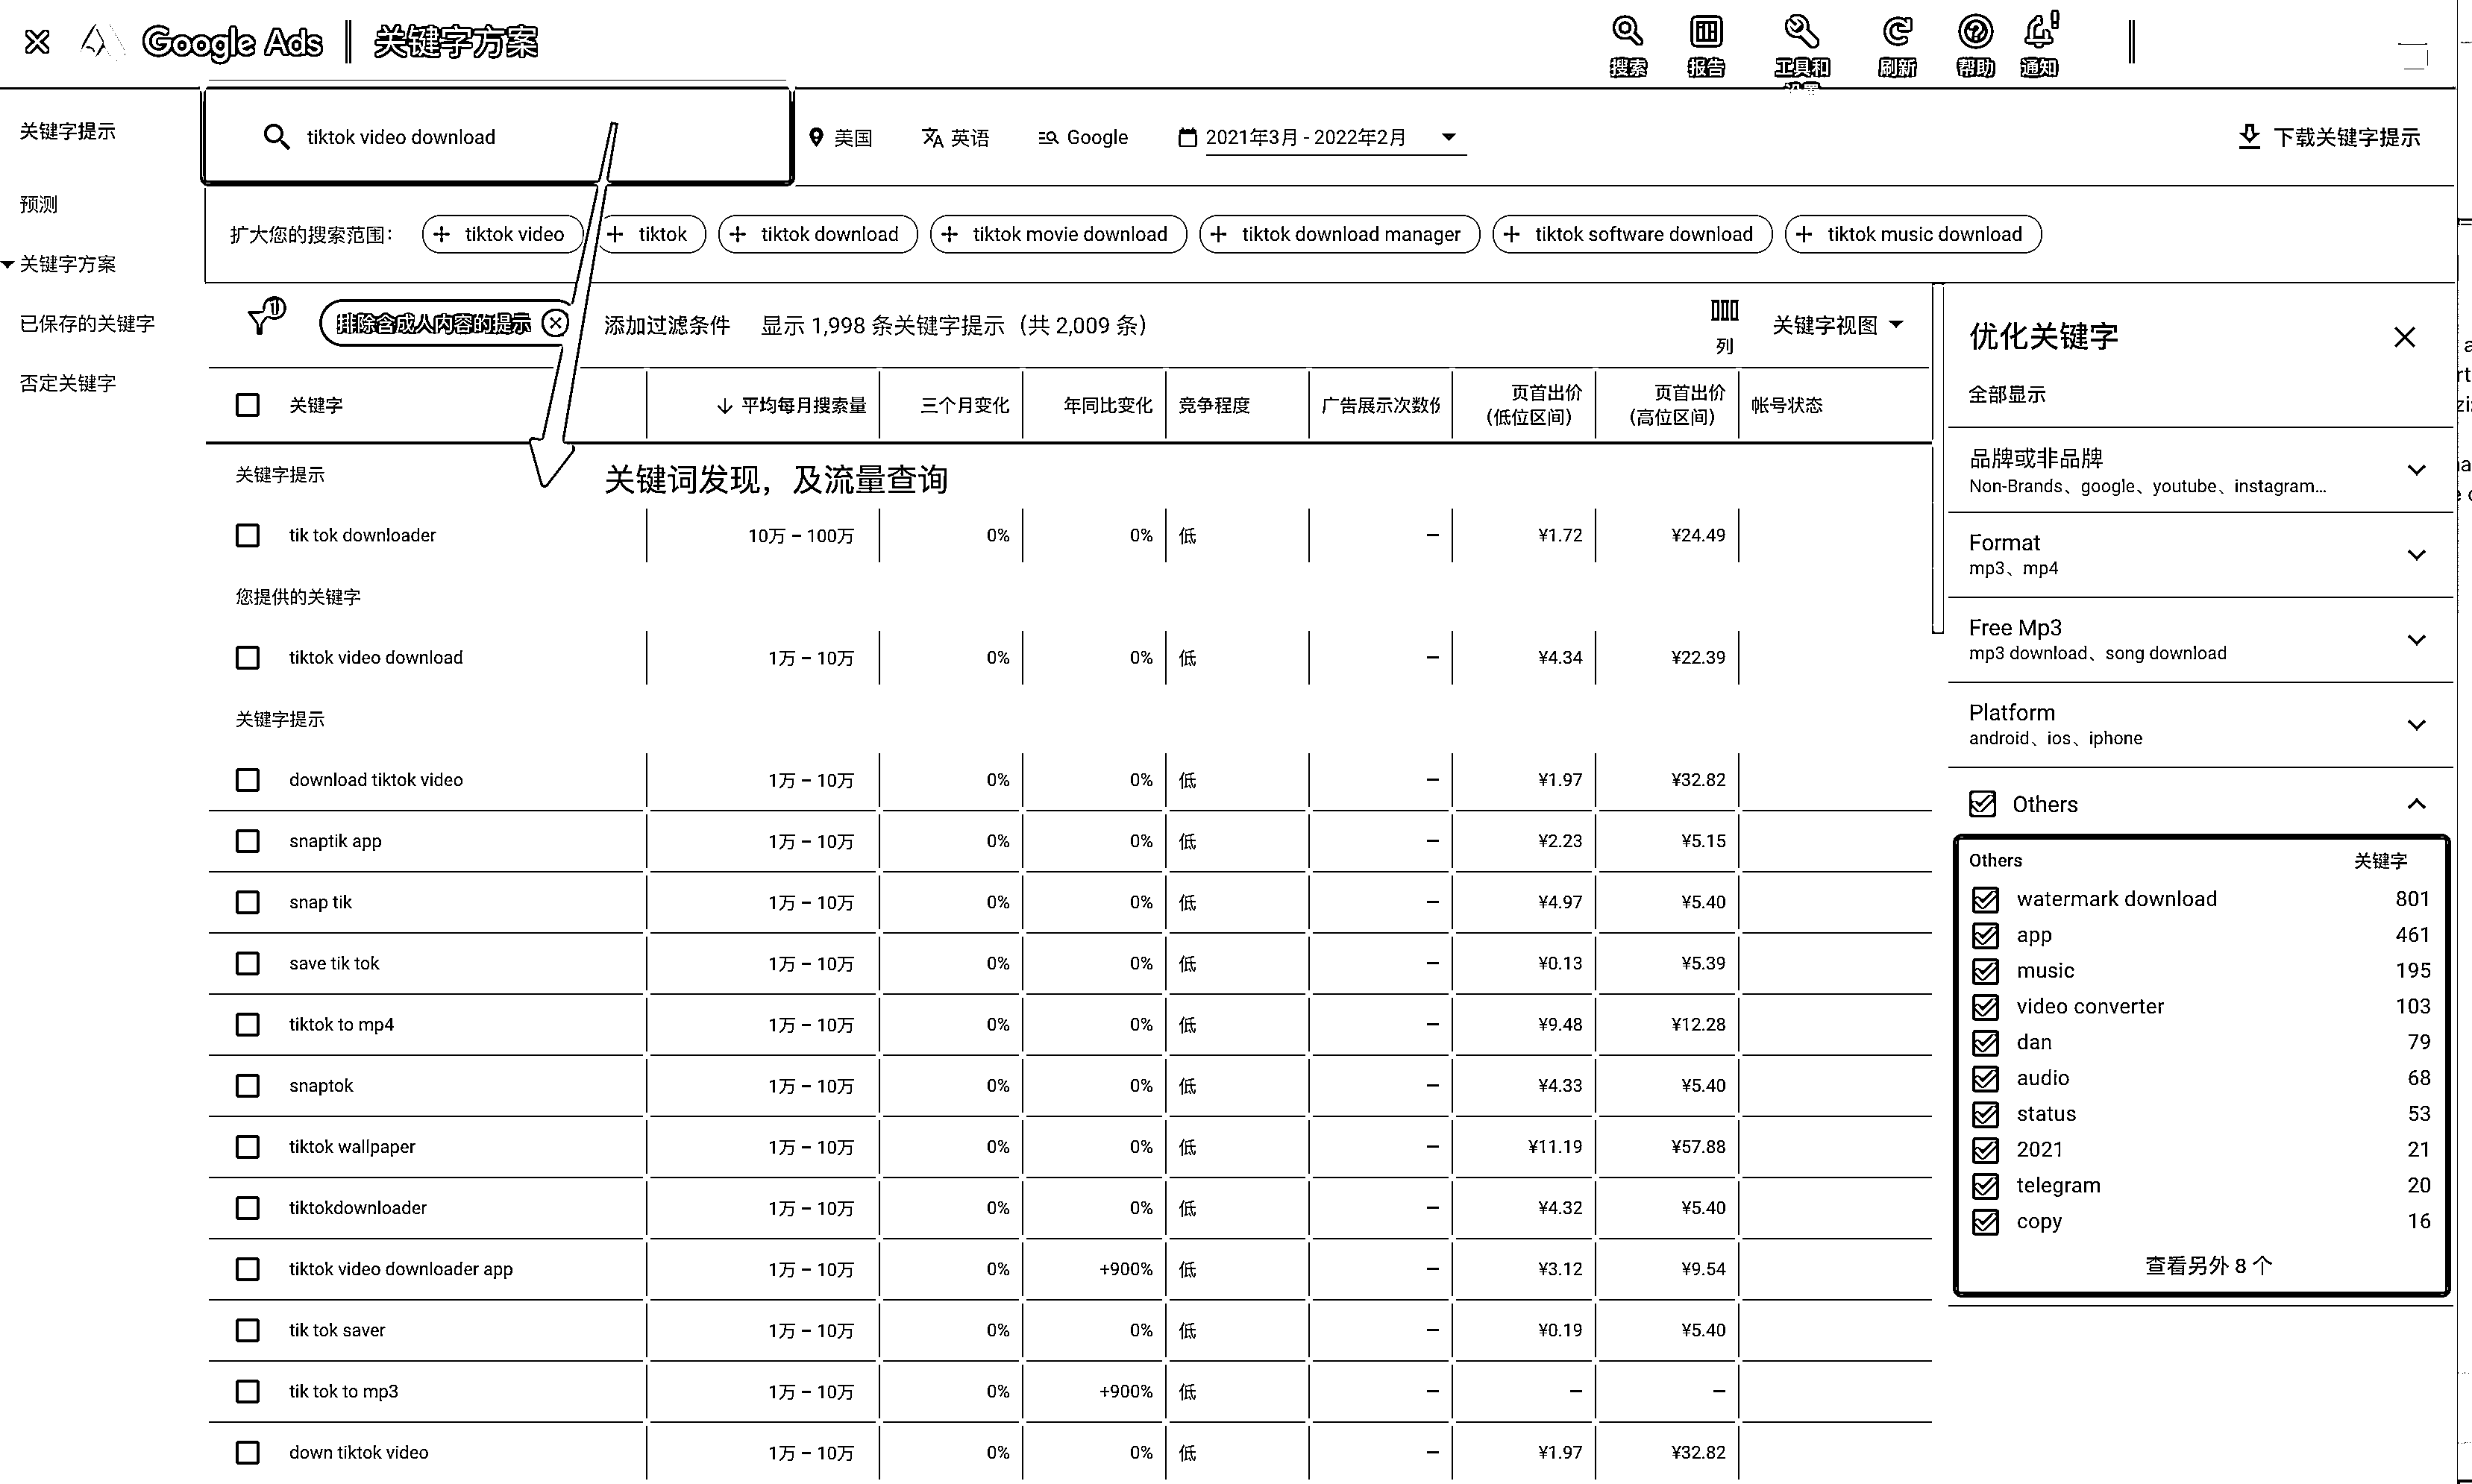 Google Ads 关键字方案
搜索 报告 工具和设置 刷新 帮助 通知
关键字提示
预测
关键字方案
已保存的关键字
否定关键字
tiktok video download 美国 英语 Google 2021年3月 - 2022年2月 下载关键字提示
扩大您的搜索范围： tiktok video tiktok tiktok download tiktok movie download tiktok download manager tiktok software download tiktok music download
1 排除含成人内容的提示 添加过滤条件 显示 1,998 条关键字提示（共 2,009 条） 列 关键字视图
关键字 平均每月搜索量 三个月变化 年同比变化 竞争程度 广告展示次数份 页首出价（低位区间） 页首出价（高位区间） 帐号状态
关键字提示
关键词发现，及流量查询
tik tok downloader 10万 – 100万 0% 0% 低 – ¥1.72 ¥24.49
您提供的关键字
tiktok video download 1万 – 10万 0% 0% 低 – ¥4.34 ¥22.39
关键字提示
download tiktok video 1万 – 10万 0% 0% 低 – ¥1.97 ¥32.82
snaptik app 1万 – 10万 0% 0% 低 – ¥2.23 ¥5.15
snap tik 1万 – 10万 0% 0% 低 – ¥4.97 ¥5.40
save tik tok 1万 – 10万 0% 0% 低 – ¥0.13 ¥5.39
tiktok to mp4 1万 – 10万 0% 0% 低 – ¥9.48 ¥12.28
snaptok 1万 – 10万 0% 0% 低 – ¥4.33 ¥5.40
tiktok wallpaper 1万 – 10万 0% 0% 低 – ¥11.19 ¥57.88
tiktokdownloader 1万 – 10万 0% 0% 低 – ¥4.32 ¥5.40
tiktok video downloader app 1万 – 10万 0% +900% 低 – ¥3.12 ¥9.54
tik tok saver 1万 – 10万 0% 0% 低 – ¥0.19 ¥5.40
tik tok to mp3 1万 – 10万 0% +900% 低 – – –
down tiktok video 1万 – 10万 0% 0% 低 – ¥1.97 ¥32.82
优化关键字
全部显示
品牌或非品牌
Non-Brands、google、youtube、instagram...
Format
mp3、mp4
Free Mp3
mp3 download、song download
Platform
android、ios、iphone
Others
Others 关键字
watermark download 801
app 461
music 195
video converter 103
dan 79
audio 68
status 53
2021 21
telegram 20
copy 16
查看另外 8 个